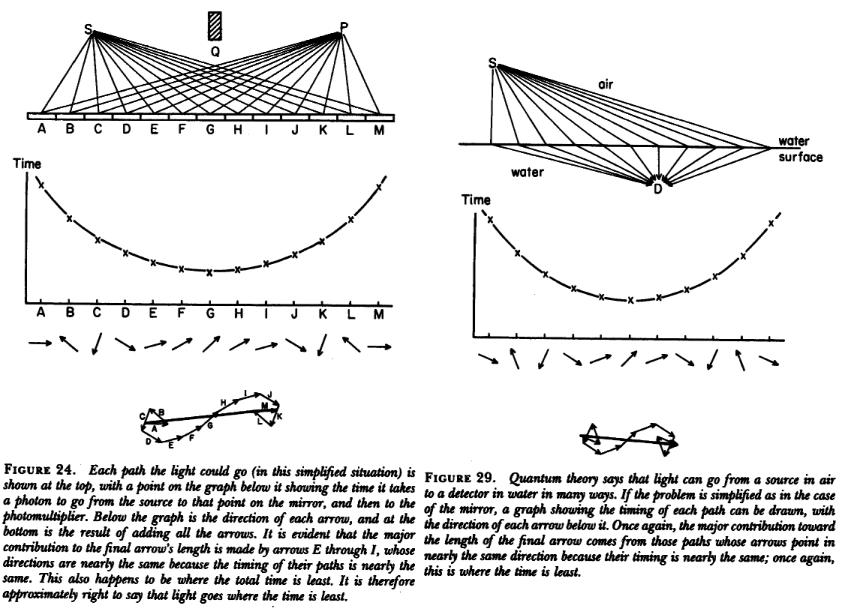 S
Q
P
A B C D E F G H I J K L M
Time
A B C D E F G H I J K L M
C B A D E F G H I J M L K
FIGURE 24. Each path the light could go (in this simplified situation) is
shown at the top, with a point on the graph below it showing the time it takes
a photon to go from the source to that point on the mirror, and then to the
photomultiplier. Below the graph is the direction of each arrow, and at the
bottom is the result of adding all the arrows. It is evident that the major
contribution to the final arrow's length is made by arrows E through I, whose
directions are nearly the same because the timing of their paths is nearly the
same. This also happens to be where the total time is least. It is therefore
approximately right to say that light goes where the time is least.
S
air
water
surface
water
D
Time
FIGURE 29. Quantum theory says that light can go from a source in air
to a detector in water in many ways. If the problem is simplified as in the case
of the mirror, a graph showing the timing of each path can be drawn, with
the direction of each arrow below it. Once again, the major contribution toward
the length of the final arrow comes from those paths whose arrows point in
nearly the same direction because their timing is nearly the same; once again,
this is where the time is least.